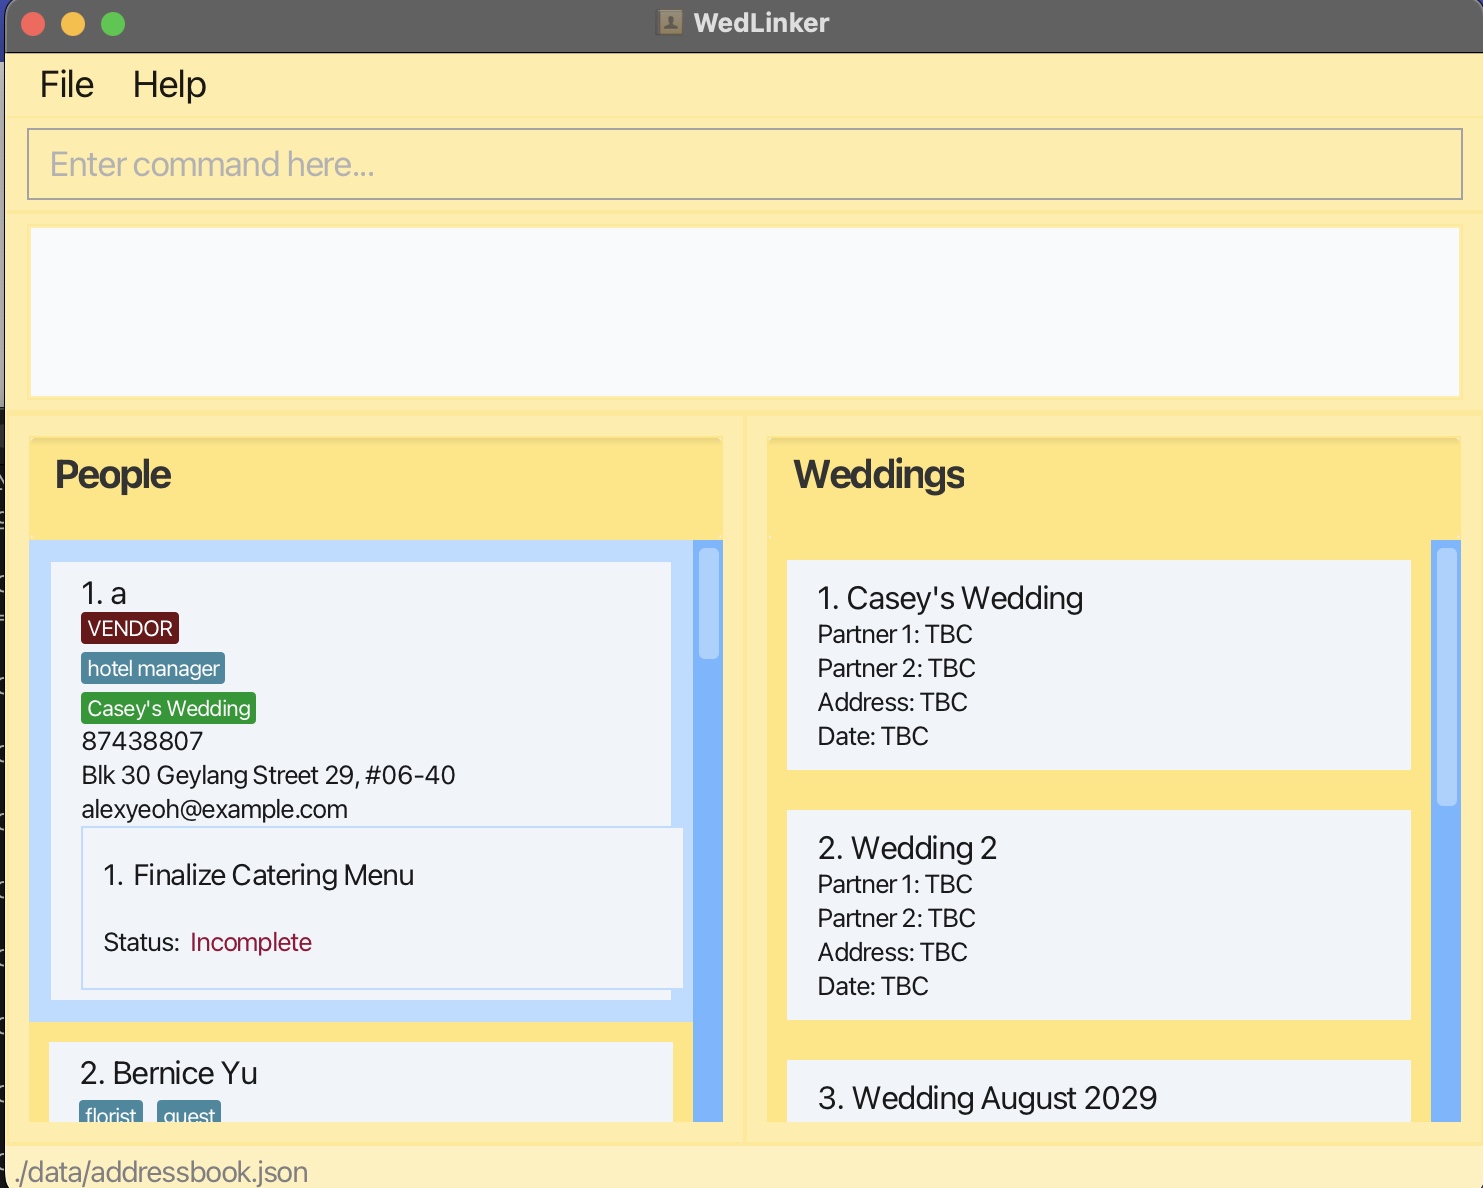 WedLinker
File Help
Enter command here...
People
1. a
VENDOR
hotel manager
Casey's Wedding
87438807
Blk 30 Geylang Street 29, #06-40
alexyeoh@example.com
1. Finalize Catering Menu
Status: Incomplete
2. Bernice Yu
florist guest
Weddings
1. Casey's Wedding
Partner 1: TBC
Partner 2: TBC
Address: TBC
Date: TBC
2. Wedding 2
Partner 1: TBC
Partner 2: TBC
Address: TBC
Date: TBC
3. Wedding August 2029
./data/addressbook.json